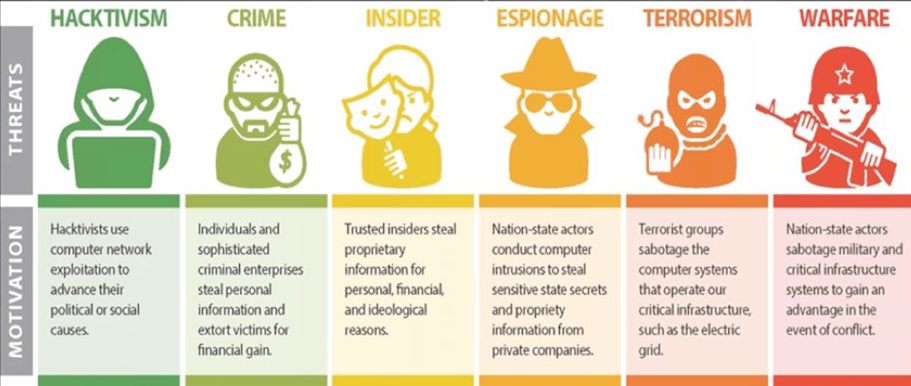 HACKTIVISM
CRIME
INSIDER
ESPIONAGE
TERRORISM
WARFARE
THREATS
$
MOTIVATION
Hacktivists use
computer network
exploitation to
advance their
political or social
causes.
Individuals and
sophisticated
criminal enterprises
steal personal
information and
extort victims for
financial gain.
Trusted insiders steal
proprietary
information for
personal, financial,
and ideological
reasons.
Nation-state actors
conduct computer
intrusions to steal
sensitive state secrets
and propriety
information from
private companies.
Terrorist groups
sabotage the
computer systems
that operate our
critical infrastructure,
such as the electric
grid.
Nation-state actors
sabotage military and
critical infrastructure
systems to gain an
advantage in the
event of conflict.